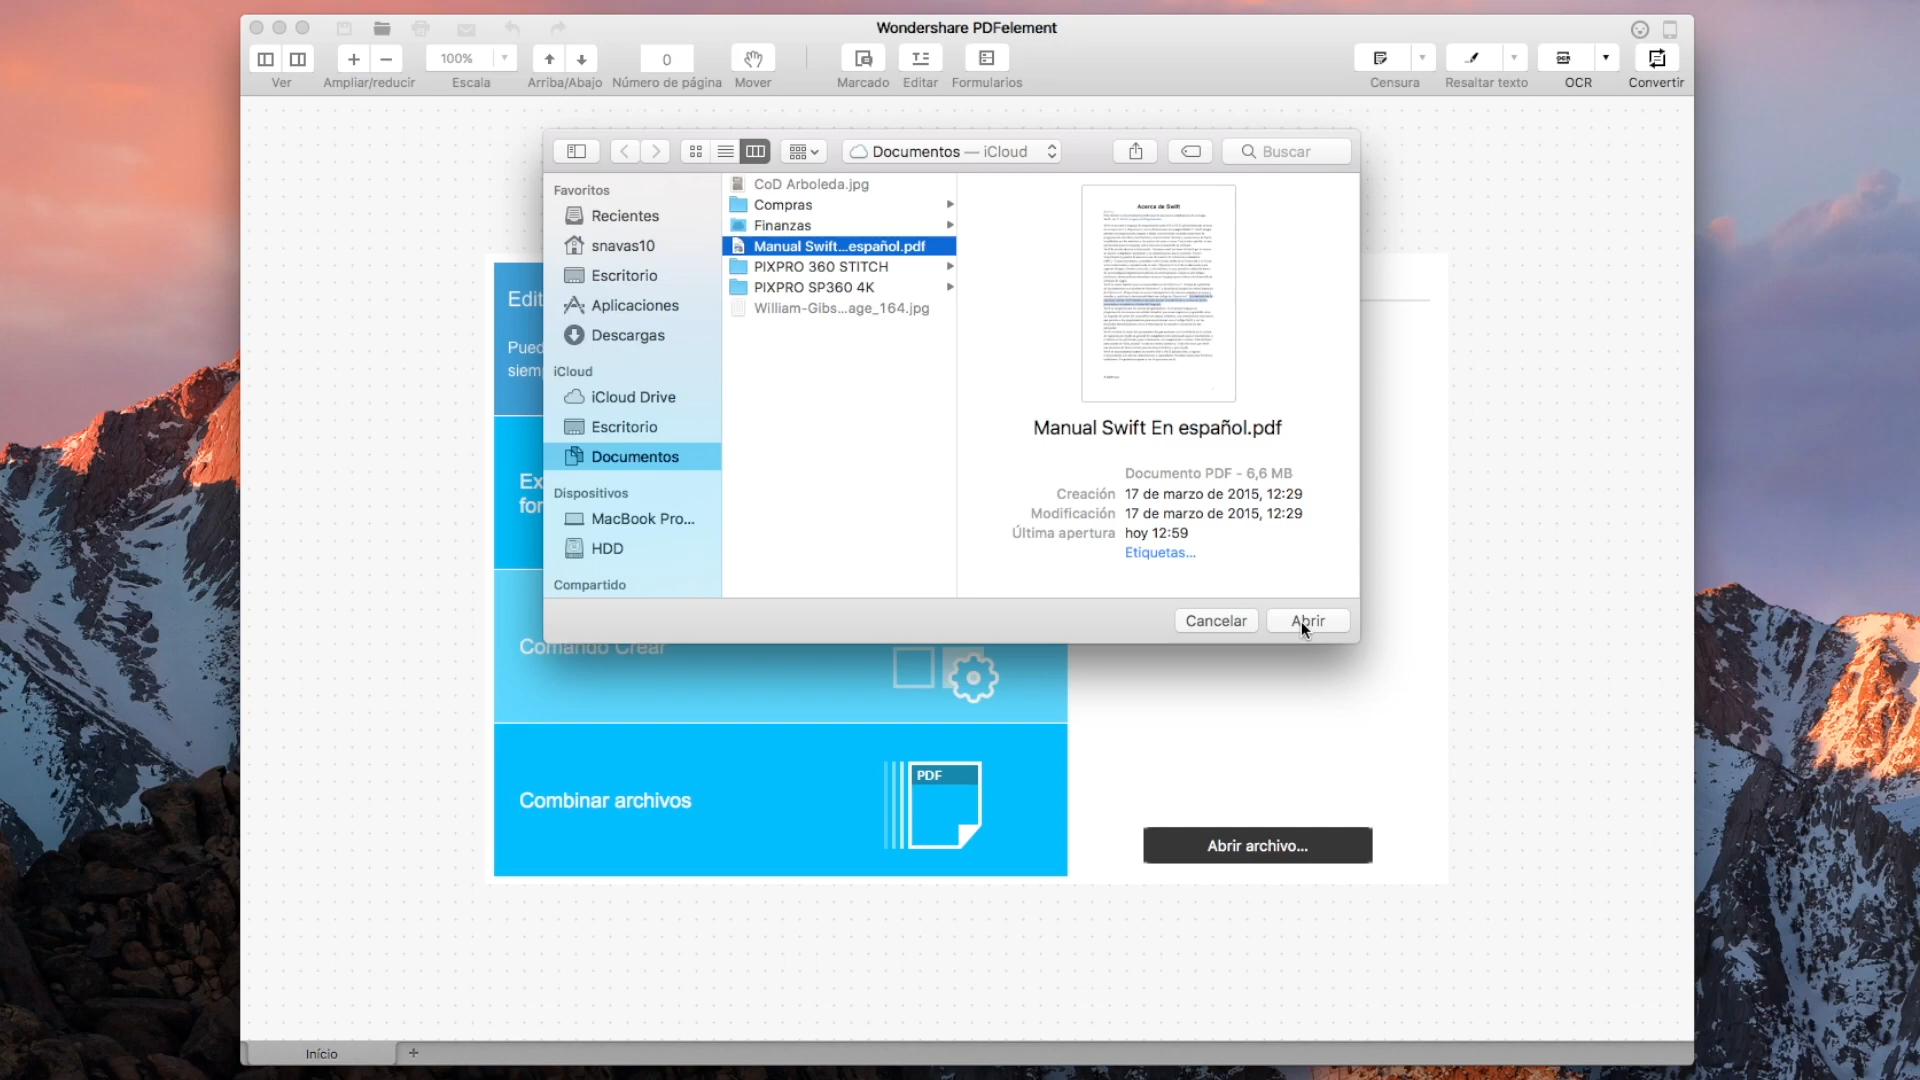 Wondershare PDFelement
100%
0
Ver
Ampliar/reducir
Escala
Arriba/Abajo
Número de página
Mover
Marcado
Editar
Formularios
Censura
Resaltar texto
OCR
OCR
Convertir
Documentos — iCloud
Buscar
Favoritos
Recientes
snavas10
Escritorio
Aplicaciones
Descargas
iCloud
iCloud Drive
Escritorio
Documentos
Dispositivos
MacBook Pro...
HDD
Compartido
CoD Arboleda.jpg
Compras
Finanzas
Manual Swift...español.pdf
PIXPRO 360 STITCH
PIXPRO SP360 4K
William-Gibs...age_164.jpg
Acerca de Swift
Manual Swift En español.pdf
Documento PDF - 6,6 MB
Creación 17 de marzo de 2015, 12:29
Modificación 17 de marzo de 2015, 12:29
Última apertura hoy 12:59
Etiquetas...
Cancelar
Abrir
Edit
Pued
siem
Ex
for
Comando Crear
Combinar archivos
PDF
Abrir archivo...
Início